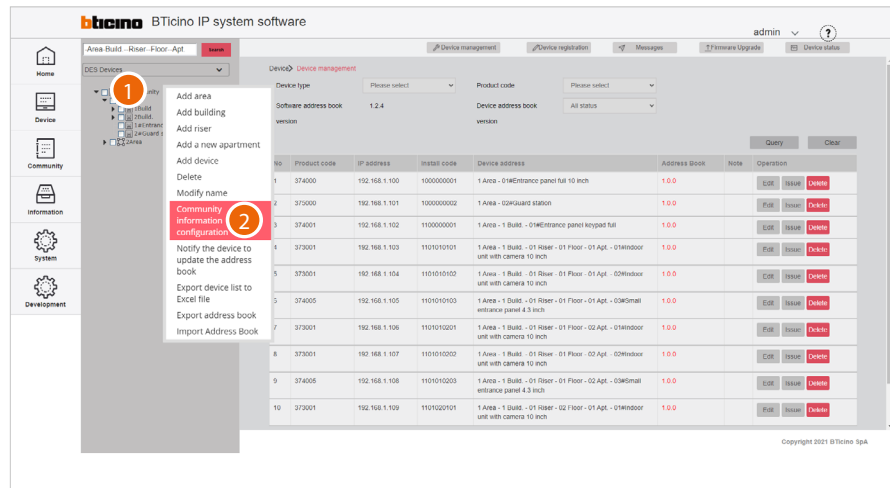 bticino BTicino IP system software
admin
?
Area-Build.-Riser-Floor-Apt. Search
Device management
Device registration
Messages
Firmware Upgrade
Device status
Home
Device
Community
Information
System
Development
DES Devices
1
1Build
2Build.
2Area
Add area
Add building
Add riser
Add a new apartment
Add device
Delete
Modify name
Community
information
configuration
2
Notify the device to
update the address
book
Export device list to
Excel file
Export address book
Import Address Book
Device> Device management
Device type Please select Product code Please select
Software address book 1.2.4 Device address book All status
version version
Query Clear
No Product code IP address Install code Device address Address Book Note Operation
1 374000 192.168.1.100 1000000001 1 Area - 01#Entrance panel full 10 inch 1.0.0 Edit Issue Delete
2 375000 192.168.1.101 1000000002 1 Area - 02#Guard station 1.0.0 Edit Issue Delete
3 374001 192.168.1.102 1100000001 1 Area - 1 Build. - 01#Entrance panel keypad full 1.0.0 Edit Issue Delete
4 373001 192.168.1.103 1101010101 1 Area - 1 Build. - 01 Riser - 01 Floor - 01 Apt. - 01#Indoor 1.0.0 Edit Issue Delete
unit with camera 10 inch
5 373001 192.168.1.104 1101010102 1 Area - 1 Build. - 01 Riser - 01 Floor - 01 Apt. - 02#Indoor 1.0.0 Edit Issue Delete
unit with camera 10 inch
374005 192.168.1.105 1101010103 1 Area - 1 Build. - 01 Riser - 01 Floor - 01 Apt. - 03#Small 1.0.0 Edit Issue Delete
entrance panel 4.3 inch
7 373001 192.168.1.106 1101010201 1 Area - 1 Build. - 01 Riser - 01 Floor - 02 Apt. - 01#Indoor 1.0.0 Edit Issue Delete
unit with camera 10 inch
8 373001 192.168.1.107 1101010202 1 Area - 1 Build. - 01 Riser - 01 Floor - 02 Apt. - 02#Indoor 1.0.0 Edit Issue Delete
unit with camera 10 inch
9 374005 192.168.1.108 1101010203 1 Area - 1 Build. - 01 Riser - 01 Floor - 02 Apt. - 03#Small 1.0.0 Edit Issue Delete
entrance panel 4.3 inch
10 373001 192.168.1.109 1101020101 1 Area - 1 Build. - 01 Riser - 02 Floor - 01 Apt. - 01#Indoor 1.0.0 Edit Issue Delete
unit with camera 10 inch
Copyright 2021 BTicino SpA